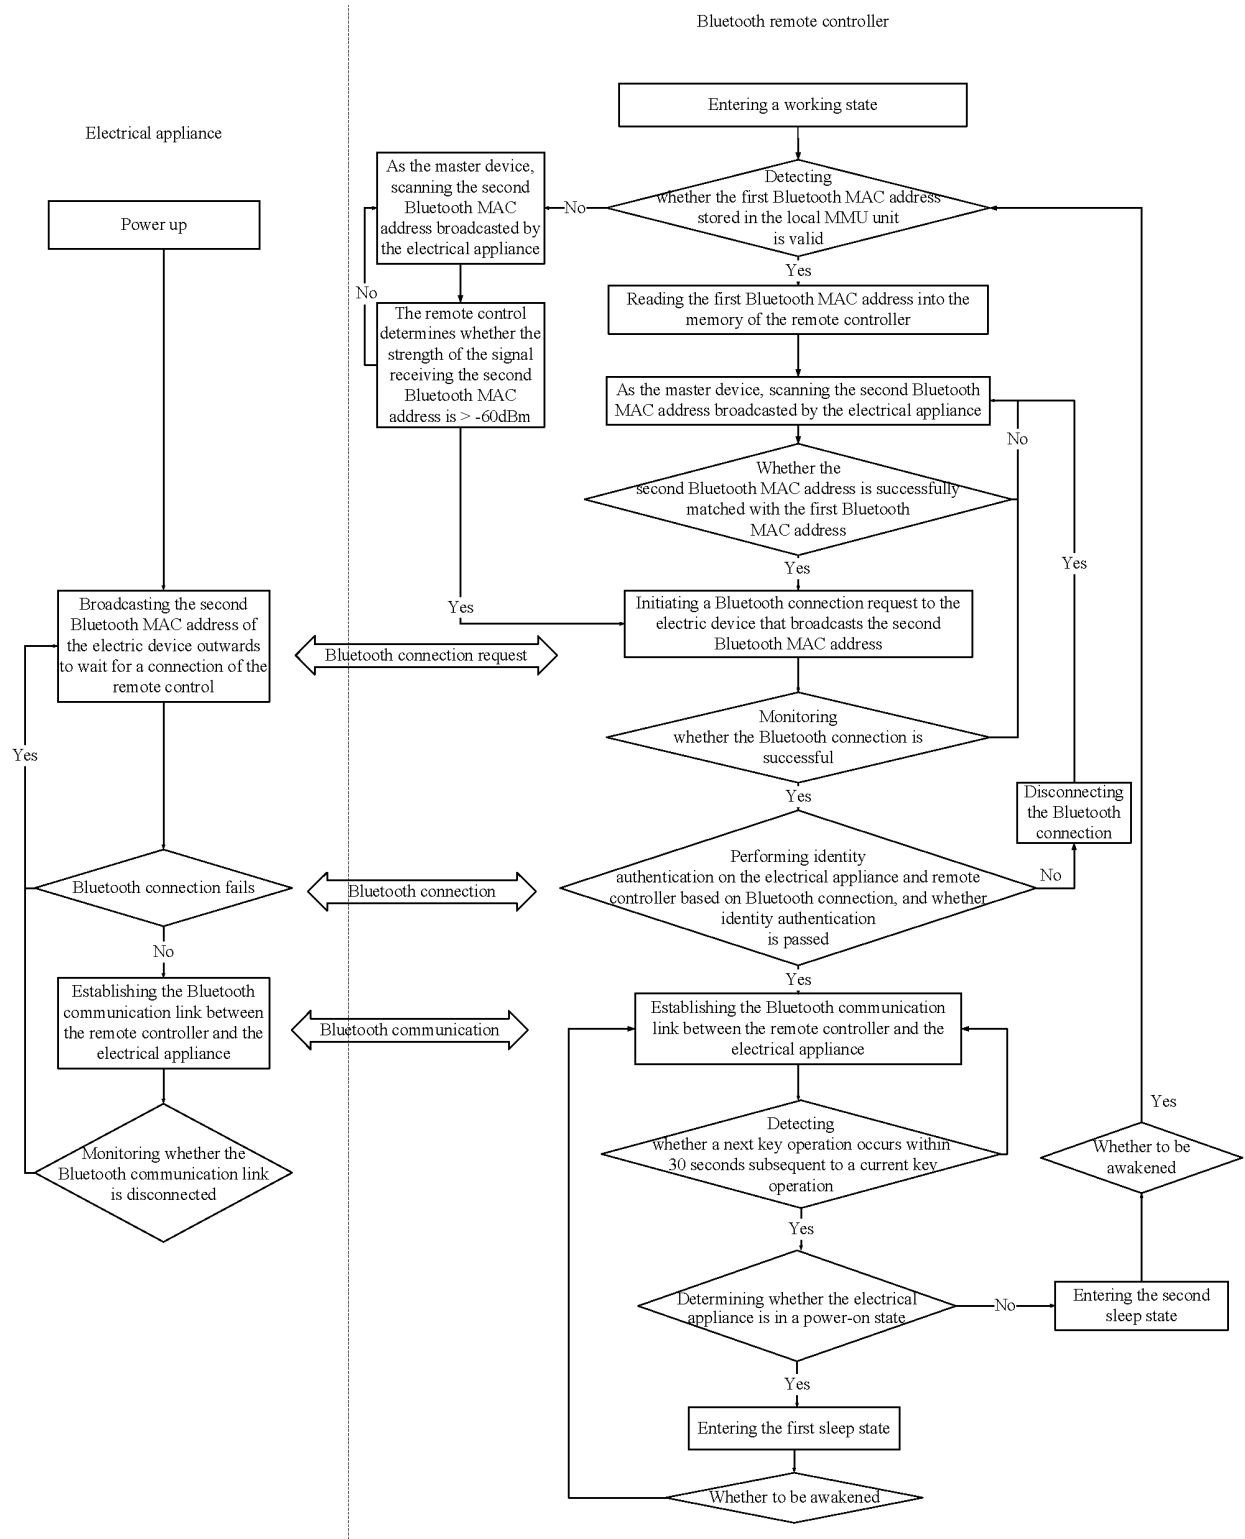 Bluetooth remote controller
Electrical appliance
Power up
Entering a working state
Detecting
whether the first Bluetooth MAC address
stored in the local MMU unit
is valid
No
As the master device,
scanning the second
Bluetooth MAC
address broadcasted by
the electrical appliance
No
The remote control
determines whether the
strength of the signal
receiving the second
Bluetooth MAC
address is > -60dBm
Yes
Yes
Reading the first Bluetooth MAC address into the
memory of the remote controller
As the master device, scanning the second Bluetooth
MAC address broadcasted by the electrical appliance
No
Whether the
second Bluetooth MAC address is successfully
matched with the first Bluetooth
MAC address
Yes
Yes
Initiating a Bluetooth connection request to the
electric device that broadcasts the second
Bluetooth MAC address
Broadcasting the second
Bluetooth MAC address of
the electric device outwards
to wait for a connection of the
remote control
Bluetooth connection request
Monitoring
whether the Bluetooth connection is
successful
Yes
Yes
Disconnecting
the Bluetooth
connection
No
Performing identity
authentication on the electrical appliance and remote
controller based on Bluetooth connection, and whether
identity authentication
is passed
Bluetooth connection fails
Bluetooth connection
No
Yes
Establishing the Bluetooth
communication link between
the remote controller and the
electrical appliance
Bluetooth communication
Establishing the Bluetooth communication
link between the remote controller and the
electrical appliance
Monitoring whether the
Bluetooth communication link
is disconnected
Detecting
whether a next key operation occurs within
30 seconds subsequent to a current key
operation
Yes
Whether to be
awakened
Yes
Determining whether the electrical
appliance is in a power-on state
No
Entering the second
sleep state
Yes
Entering the first sleep state
Whether to be awakened